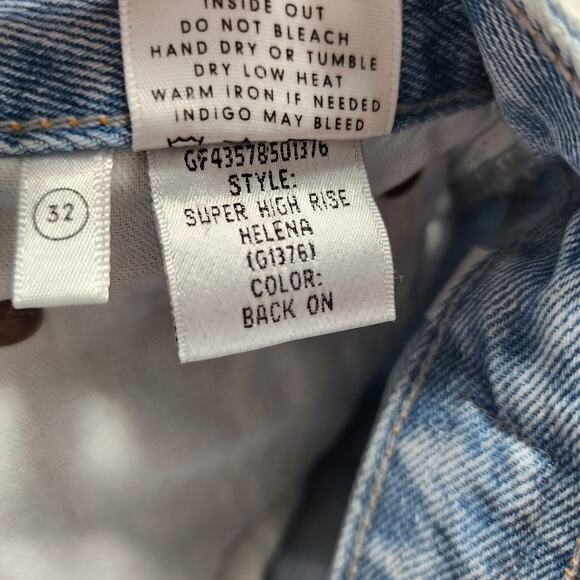 INSIDE OUT
DO NOT BLEACH
HAND DRY OR TUMBLE
DRY LOW HEAT
WARM IRON IF NEEDED
INDIGO MAY BLEED
32
GF43578501376
STYLE:
SUPER HIGH RISE
HELENA
(G1376)
COLOR:
BACK ON